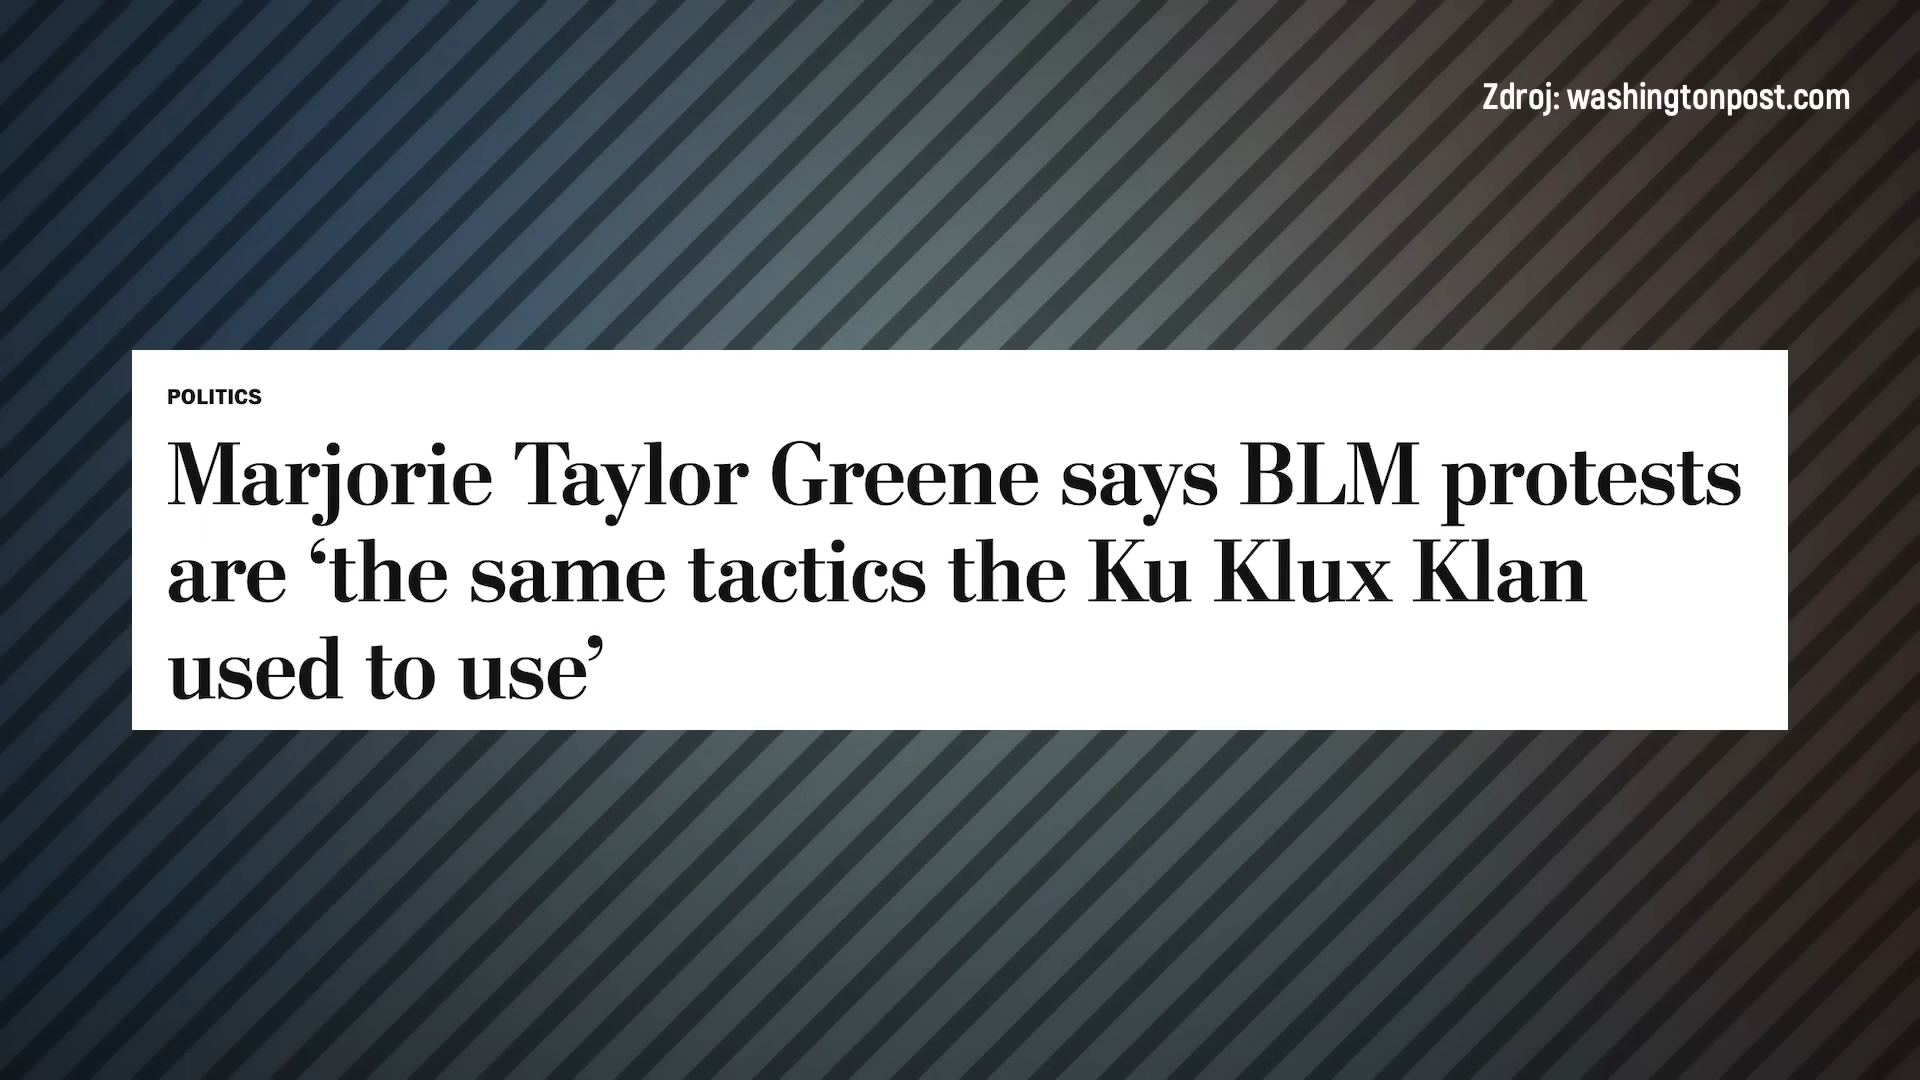 Zdroj: washingtonpost.com
POLITICS
Marjorie Taylor Greene says BLM protests
are ‘the same tactics the Ku Klux Klan
used to use’